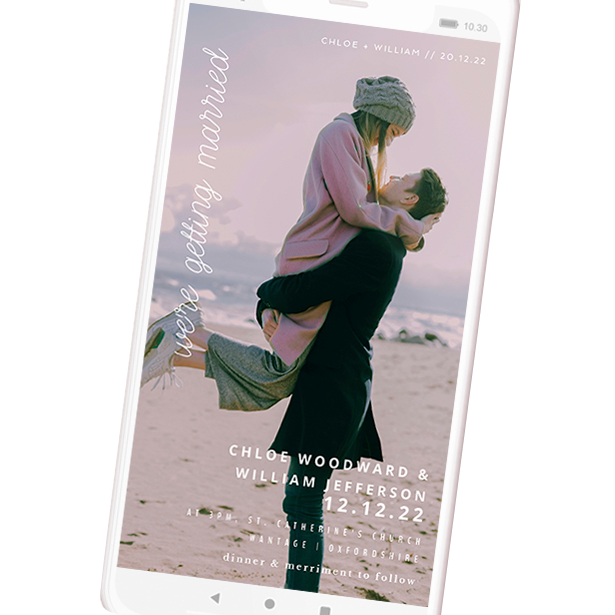 10.30
CHLOE + WILLIAM // 20.12.22
we're getting married
CHLOE WOODWARD &
WILLIAM JEFFERSON
12.12.22
AT 3PM, ST. CATHERINE'S CHURCH
WANTAGE | OXFORDSHIRE
dinner & merriment to follow